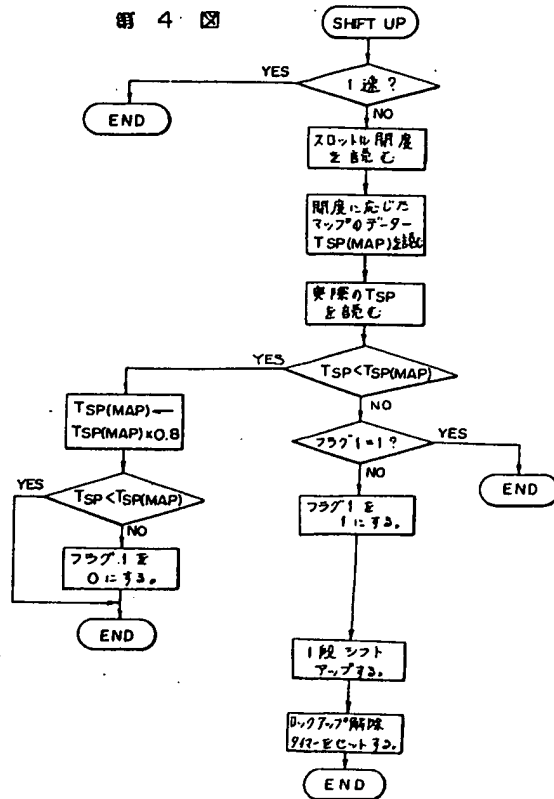 第 4 図
SHIFT UP
YES
1 速 ?
END
NO
スロットル開度
を読む
開度に応じた
マップのデーター
TSP(MAP)を読む
実際のTSP
を読む
YES
TSP<TSP(MAP)
NO
TSP(MAP)←
TSP(MAP)×0.8
フラグ1=1?
YES
NO
END
YES
TSP<TSP(MAP)
フラグ1を
1にする。
NO
フラグ.1を
0にする。
END
1段シフト
アップする。
ロックアップ解除
タイマーをセットする。
END